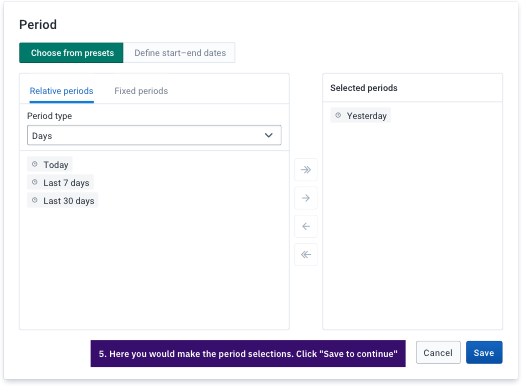 Period
Choose from presets
Define start–end dates
Relative periods
Fixed periods
Period type
Days
Today
Last 7 days
Last 30 days
Selected periods
Yesterday
5. Here you would make the period selections. Click "Save to continue"
Cancel
Save